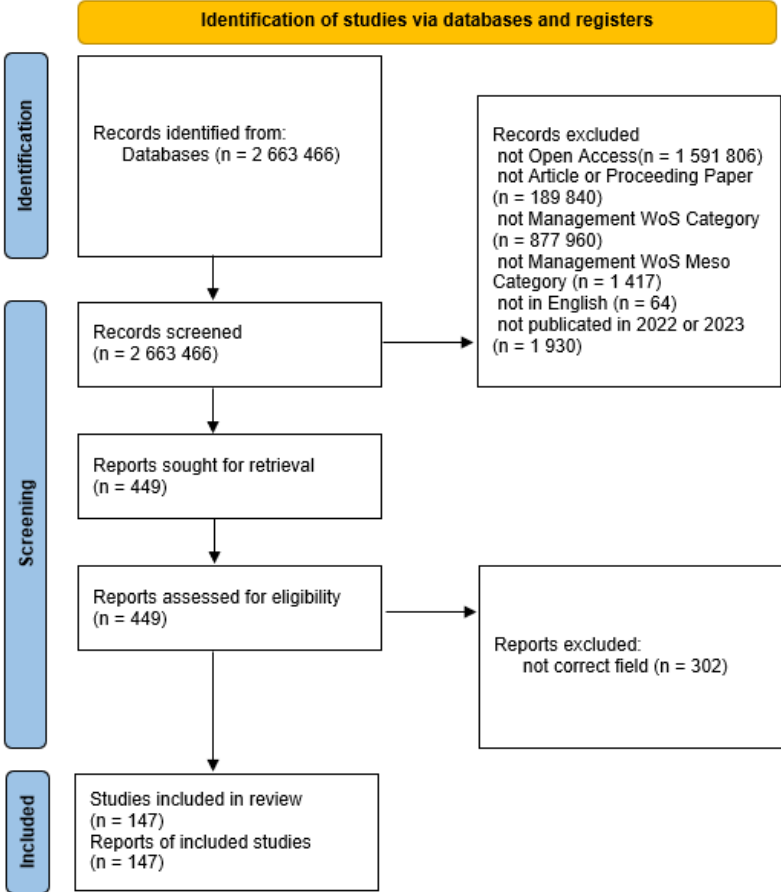 Identification of studies via databases and registers
Identification
Records identified from:
Databases (n = 2 663 466)
Records excluded
not Open Access(n = 1 591 806)
not Article or Proceeding Paper
(n = 189 840)
not Management WoS Category
(n = 877 960)
not Management WoS Meso
Category (n = 1 417)
not in English (n = 64)
not published in 2022 or 2023
(n = 1 930)
Screening
Records screened
(n = 2 663 466)
Reports sought for retrieval
(n = 449)
Reports assessed for eligibility
(n = 449)
Reports excluded:
not correct field (n = 302)
Included
Studies included in review
(n = 147)
Reports of included studies
(n = 147)